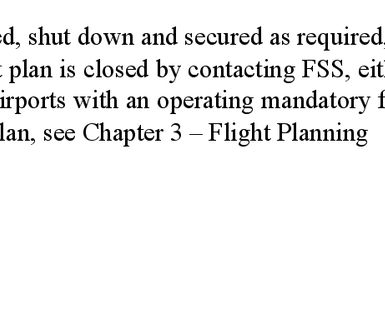 ed, shut down and secured as required,
t plan is closed by contacting FSS, eit
irports with an operating mandatory f
lan, see Chapter 3 – Flight Planning